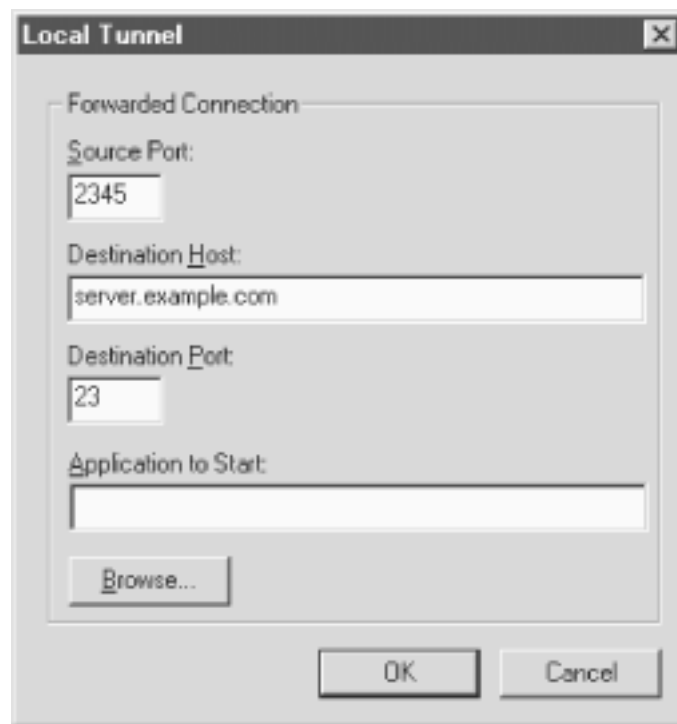 Local Tunnel
Forwarded Connection
Source Port:
2345
Destination Host:
server.example.com
Destination Port:
23
Application to Start:
Browse...
OK
Cancel